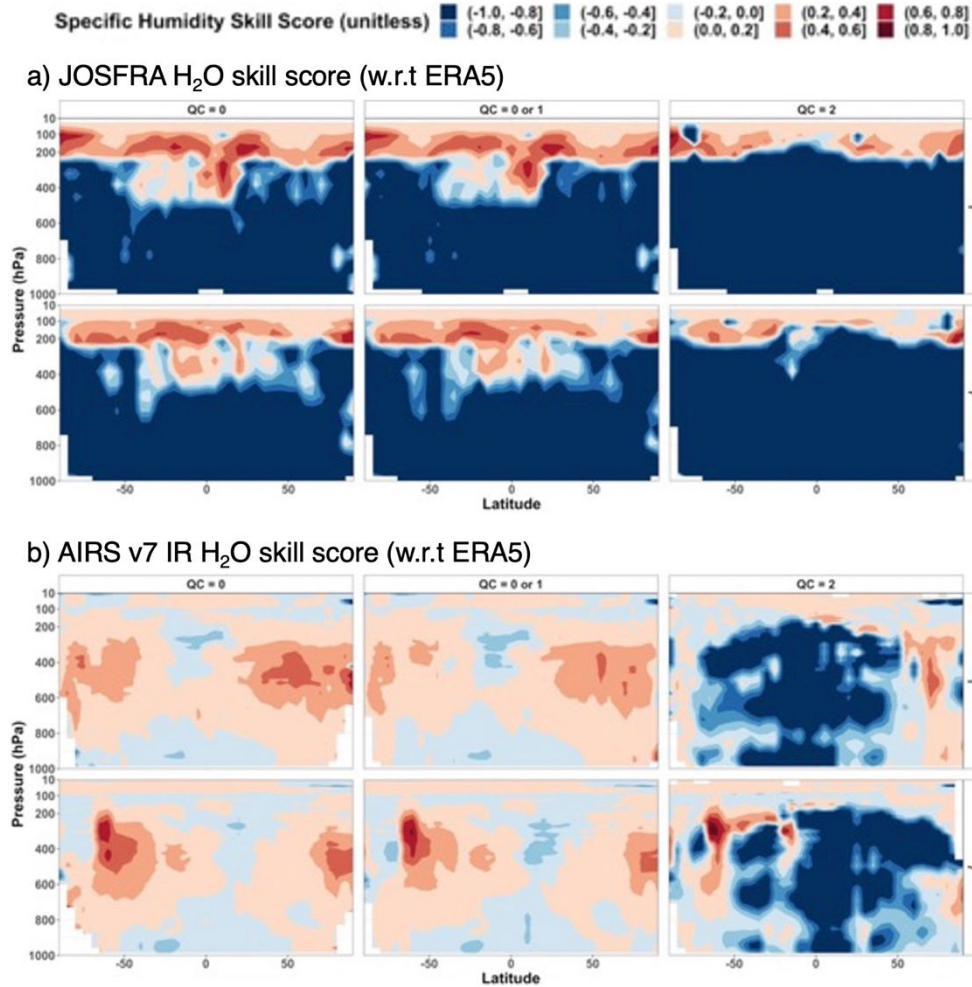 Specific Humidity Skill Score (unitless) (-1.0, -0.8] (-0.6, -0.4] (-0.2, 0.0] (0.2, 0.4] (0.6, 0.8]
(-0.8, -0.6] (-0.4, -0.2] (0.0, 0.2] (0.4, 0.6] (0.8, 1.0]
a) JOSFRA H₂O skill score (w.r.t ERA5)
QC = 0 QC = 0 or 1 QC = 2
10
100
200
400
600
800
1000
Pressure (hPa)
10
100
200
400
600
800
1000
-50 0 50 -50 0 50 -50 0 50
Latitude
b) AIRS v7 IR H₂O skill score (w.r.t ERA5)
QC = 0 QC = 0 or 1 QC = 2
10
100
200
400
600
800
1000
Pressure (hPa)
10
100
200
400
600
800
1000
-50 0 50 -50 0 50 -50 0 50
Latitude